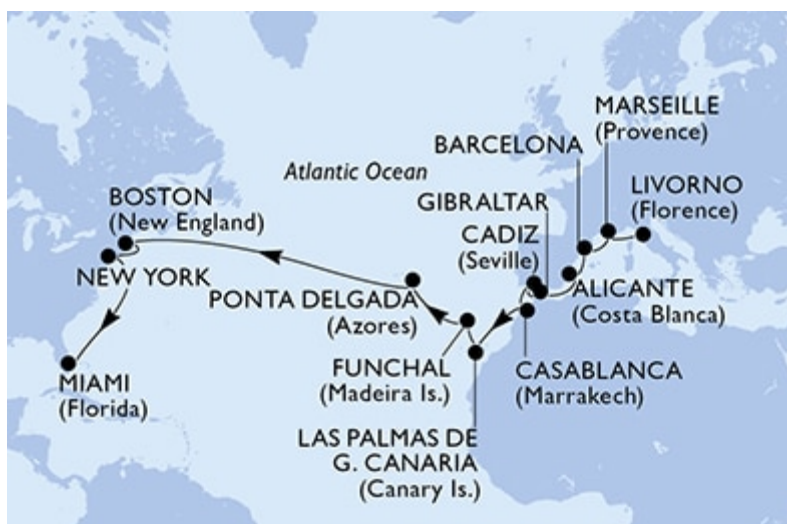 MARSEILLE
(Provence)
BARCELONA
Atlantic Ocean
LIVORNO
(Florence)
GIBRALTAR
BOSTON
(New England)
CADIZ
(Seville)
NEW YORK
PONTA DELGADA
(Azores)
ALICANTE
(Costa Blanca)
FUNCHAL
(Madeira Is.)
CASABLANCA
(Marrakech)
MIAMI
(Florida)
LAS PALMAS DE
G. CANARIA
(Canary Is.)